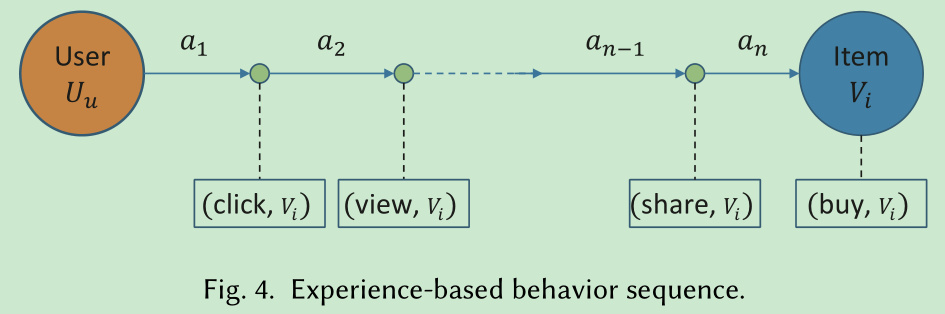 User
U_u
a_1
a_2
a_{n-1}
a_n
Item
V_i
(click, V_i)
(view, V_i)
(share, V_i)
(buy, V_i)
Fig. 4. Experience-based behavior sequence.